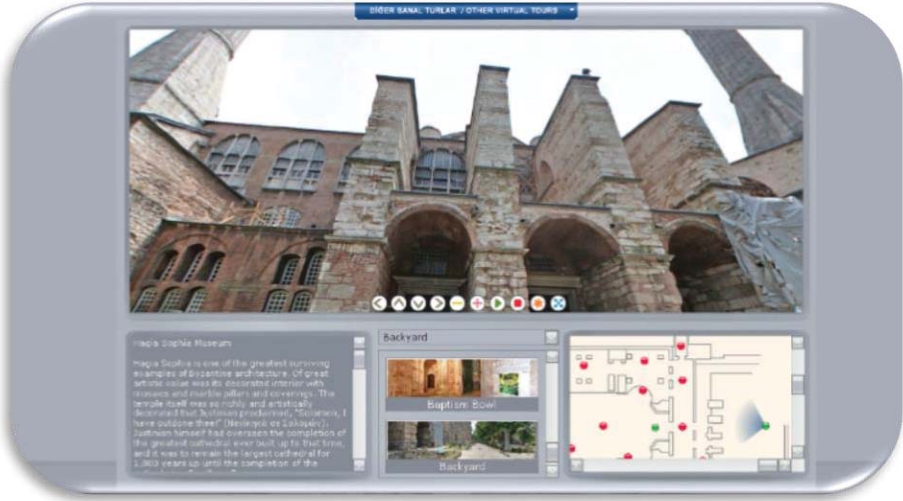 DİĞER SANAL TURLAR / OTHER VIRTUAL TOURS
Hagia Sophia Museum
Hagia Sophia is one of the greatest surviving
examples of Byzantine architecture. Of great
artistic value was its decorated interior with
mosaics and marble pillars and coverings. The
temple itself was so richly and artistically
decorated that Justinian proclaimed, "Solomon, I
have outdone thee!"
Justinian himself had overseen the completion of
the greatest cathedral ever built up to that time,
and it was to remain the largest cathedral for
1,000 years up until the completion of the
Backyard
Baptism Bowl
Backyard